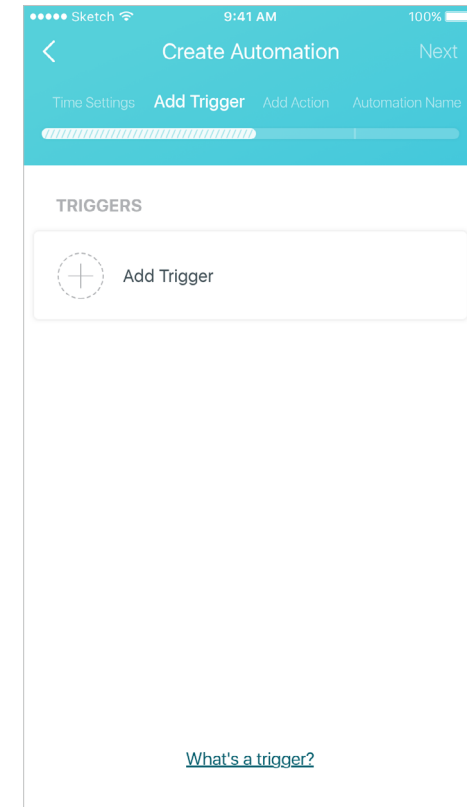 Sketch 9:41 AM 100%
Create Automation Next
Time Settings Add Trigger Add Action Automation Name
TRIGGERS
Add Trigger
What's a trigger?